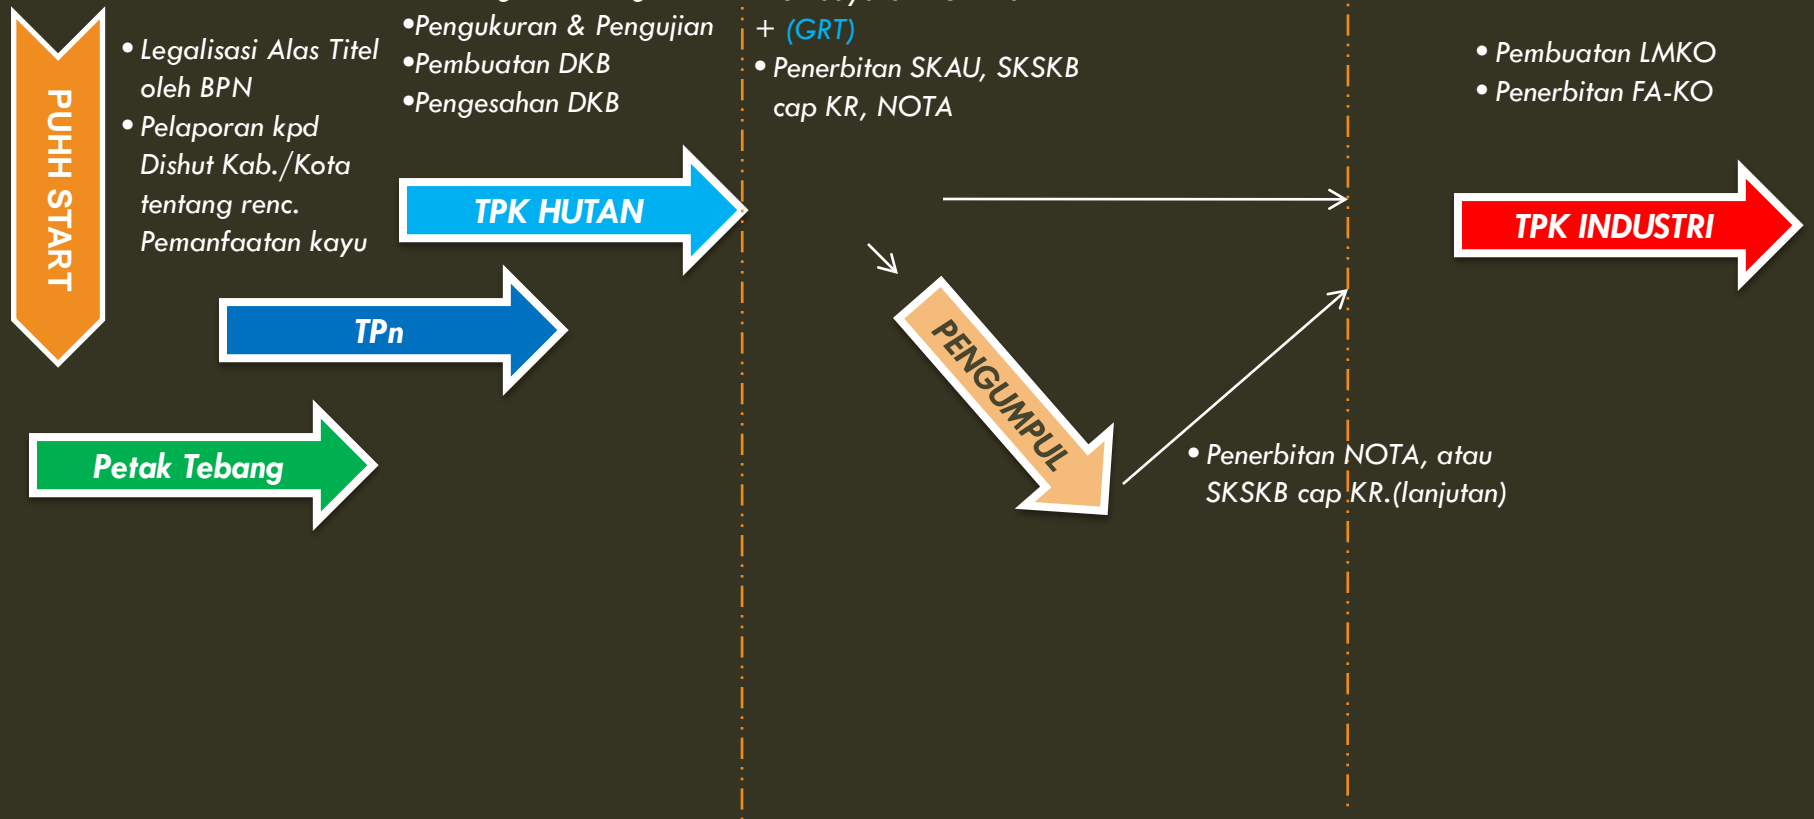 PUHH START
• Legalisasi Alas Titel
oleh BPN
• Pelaporan kpd
Dishut Kab./Kota
tentang renc.
Pemanfaatan kayu
•Pengukuran & Pengujian
•Pembuatan DKB
•Pengesahan DKB
+ (GRT)
• Penerbitan SKAU, SKSKB
cap KR, NOTA
• Pembuatan LMKO
• Penerbitan FA-KO
TPK HUTAN
TPK INDUSTRI
TPn
PENGUMPUL
Petak Tebang
• Penerbitan NOTA, atau
SKSKB cap KR.(lanjutan)